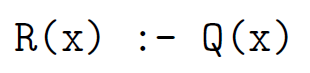 R(x) :- Q(x)